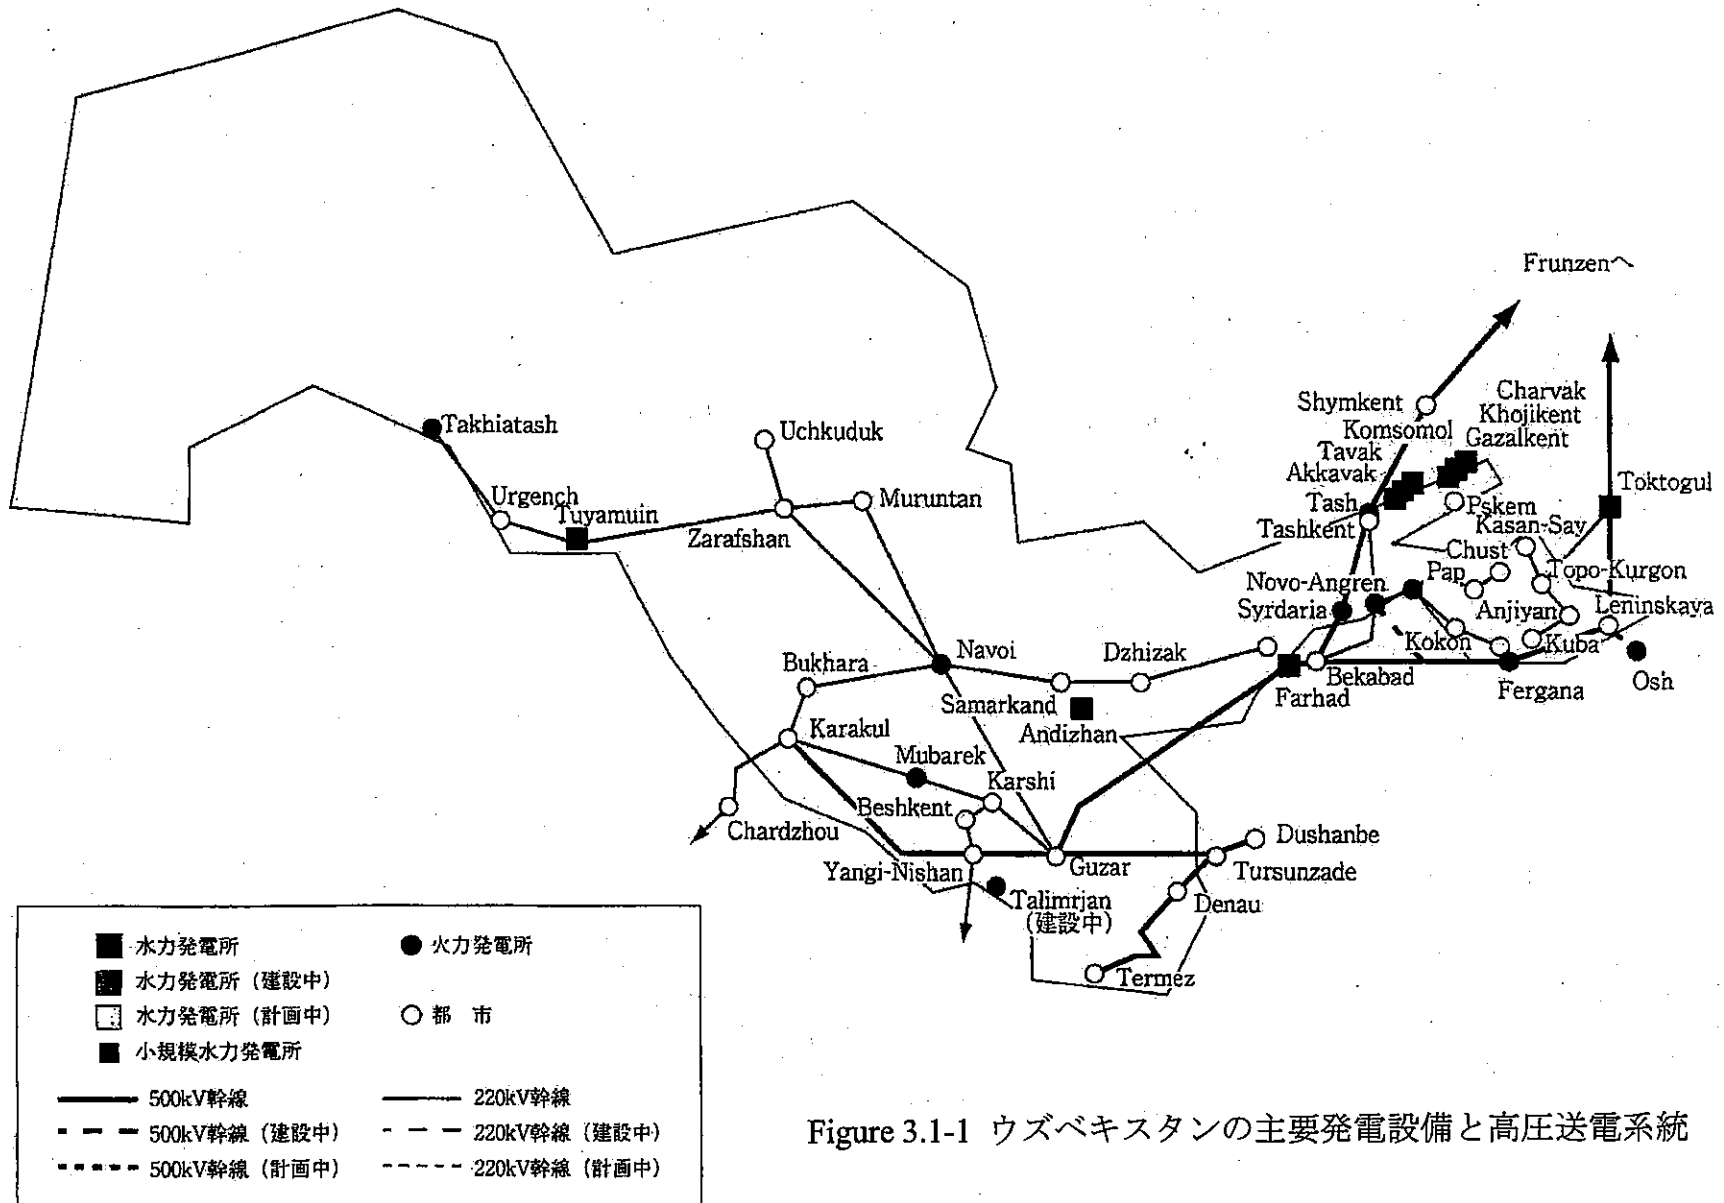 Frunzenへ
Shymkent
Charvak
Khojikent
Komsomol
Gazalkent
Tavak
Akkavak
Tash
Tashkent
Pskem
Kasan-Say
Toktogul
Takhiatash
Uchkuduk
Urgench
Tuyamuin
Muruntan
Zarafshan
Chust
Novo-Angren
Pap
Topo-Kurgon
Syrdaria
Anjiyan
Leninskaya
Kokon
Kuba
Bukhara
Navoi
Dzhizak
Bekabad
Samarkand
Farhad
Fergana
Osh
Karakul
Andizhan
Mubarek
Karshi
Beshkent
Chardzhou
Dushanbe
Yangi-Nishan
Guzar
Tursunzade
Talimrjan
(建設中)
Denau
Termez
水力発電所
火力発電所
水力発電所 (建設中)
水力発電所 (計画中)
都 市
小規模水力発電所
500kV幹線
220kV幹線
500kV幹線 (建設中)
220kV幹線 (建設中)
500kV幹線 (計画中)
220kV幹線 (計画中)
Figure 3.1-1 ウズベキスタンの主要発電設備と高圧送電系統